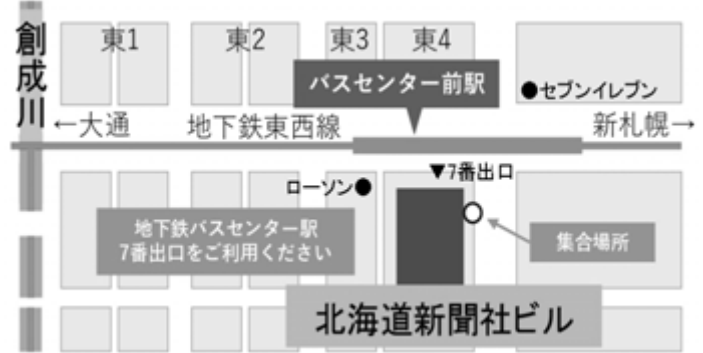 創成川
東1
東2
東3
東4
バスセンター前駅
●セブンイレブン
←大通
地下鉄東西線
新札幌→
▼7番出口
ローソン●
地下鉄バスセンター駅
7番出口をご利用ください
集合場所
北海道新聞社ビル